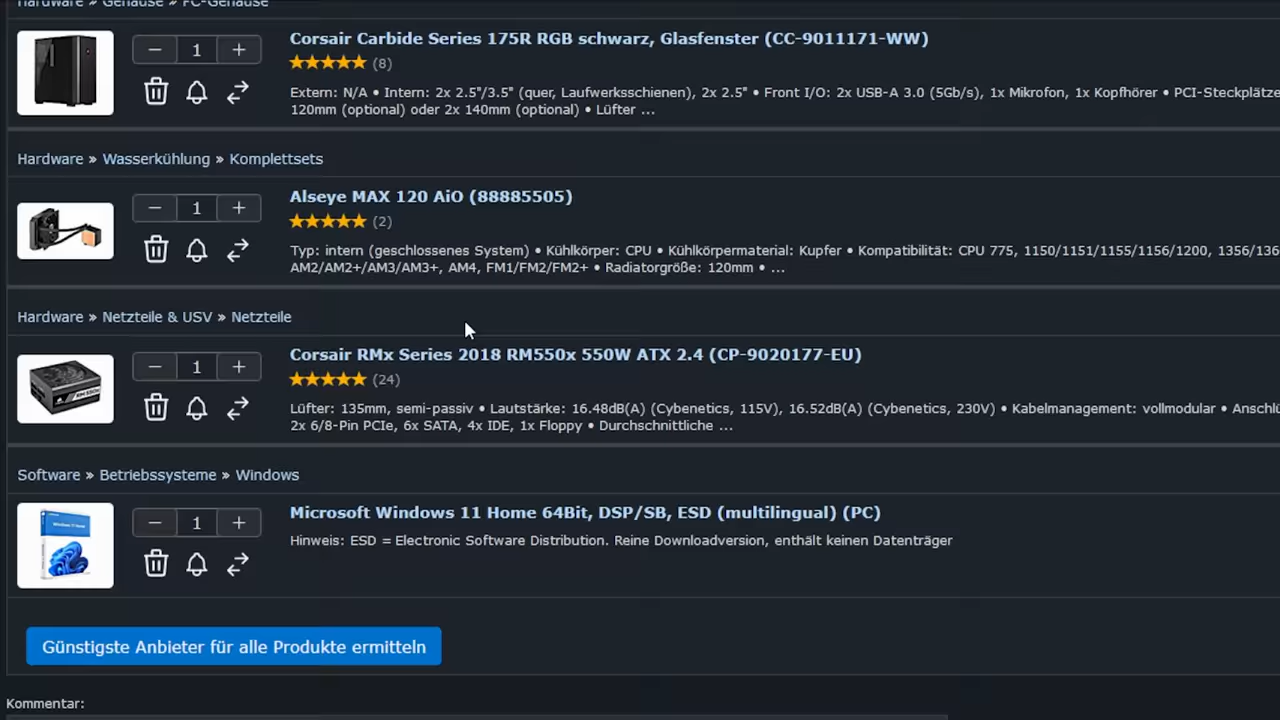 Hardware » Gehäuse » PC-Gehäuse
− 1 +
Corsair Carbide Series 175R RGB schwarz, Glasfenster (CC-9011171-WW)
(8)
Extern: N/A • Intern: 2x 2.5"/3.5" (quer, Laufwerksschienen), 2x 2.5" • Front I/O: 2x USB-A 3.0 (5Gb/s), 1x Mikrofon, 1x Kopfhörer • PCI-Steckplätze
120mm (optional) oder 2x 140mm (optional) • Lüfter ...
Hardware » Wasserkühlung » Komplettsets
− 1 +
Alseye MAX 120 AiO (88885505)
(2)
Typ: intern (geschlossenes System) • Kühlkörper: CPU • Kühlkörpermaterial: Kupfer • Kompatibilität: CPU 775, 1150/1151/1155/1156/1200, 1356/136
AM2/AM2+/AM3/AM3+, AM4, FM1/FM2/FM2+ • Radiatorgröße: 120mm • ...
Hardware » Netzteile & USV » Netzteile
− 1 +
Corsair RMx Series 2018 RM550x 550W ATX 2.4 (CP-9020177-EU)
(24)
Lüfter: 135mm, semi-passiv • Lautstärke: 16.48dB(A) (Cybenetics, 115V), 16.52dB(A) (Cybenetics, 230V) • Kabelmanagement: vollmodular • Anschlü
2x 6/8-Pin PCIe, 6x SATA, 4x IDE, 1x Floppy • Durchschnittliche ...
Software » Betriebssysteme » Windows
− 1 +
Microsoft Windows 11 Home 64Bit, DSP/SB, ESD (multilingual) (PC)
Hinweis: ESD = Electronic Software Distribution. Reine Downloadversion, enthält keinen Datenträger
Günstigste Anbieter für alle Produkte ermitteln
Kommentar: